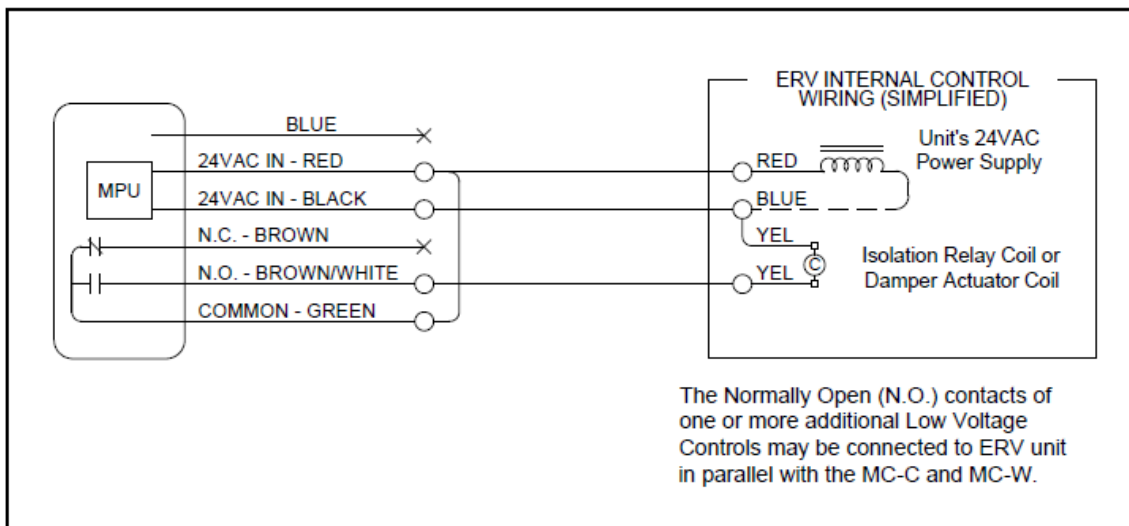 ERV INTERNAL CONTROL
WIRING (SIMPLIFIED)
BLUE
24VAC IN - RED
24VAC IN - BLACK
N.C. - BROWN
N.O. - BROWN/WHITE
COMMON - GREEN
MPU
RED
BLUE
YEL
YEL
C
Unit's 24VAC
Power Supply
Isolation Relay Coil or
Damper Actuator Coil
The Normally Open (N.O.) contacts of
one or more additional Low Voltage
Controls may be connected to ERV unit
in parallel with the MC-C and MC-W.